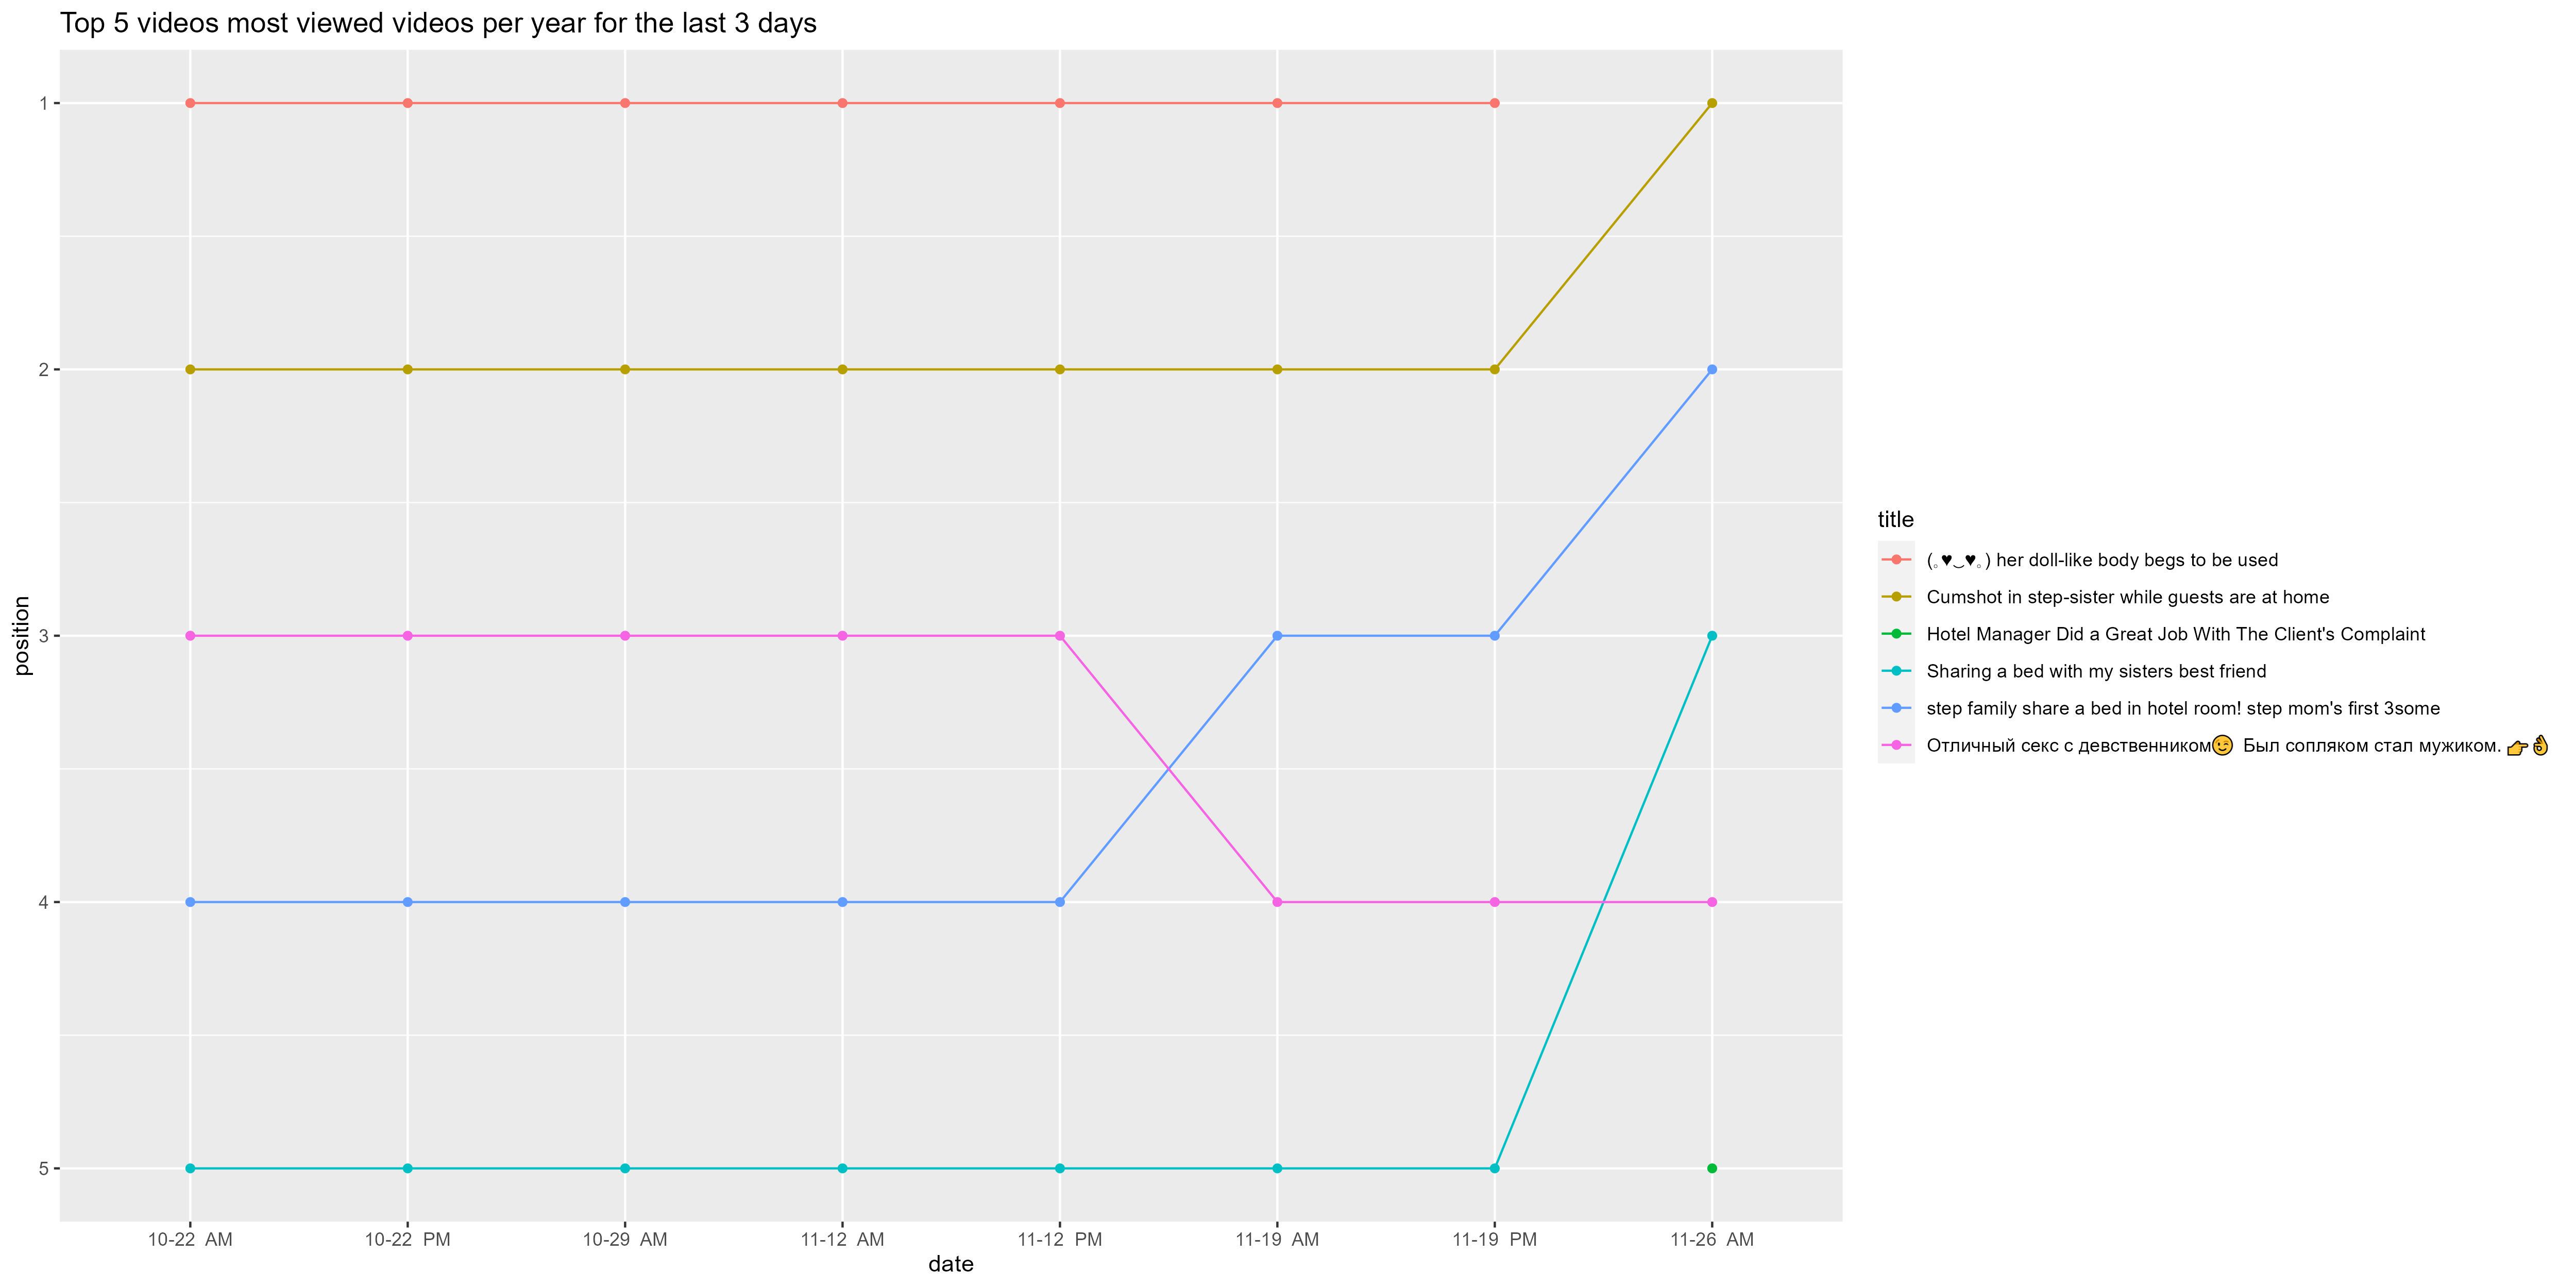 Top 5 videos most viewed videos per year for the last 3 days
position
1
2
3
4
5
10-22 AM
10-22 PM
10-29 AM
11-12 AM
11-12 PM
11-19 AM
11-19 PM
11-26 AM
date
title
(˳♥‿♥˳) her doll-like body begs to be used
Cumshot in step-sister while guests are at home
Hotel Manager Did a Great Job With The Client's Complaint
Sharing a bed with my sisters best friend
step family share a bed in hotel room! step mom's first 3some
Отличный секс с девственником😉 Был сопляком стал мужиком. 👉👌